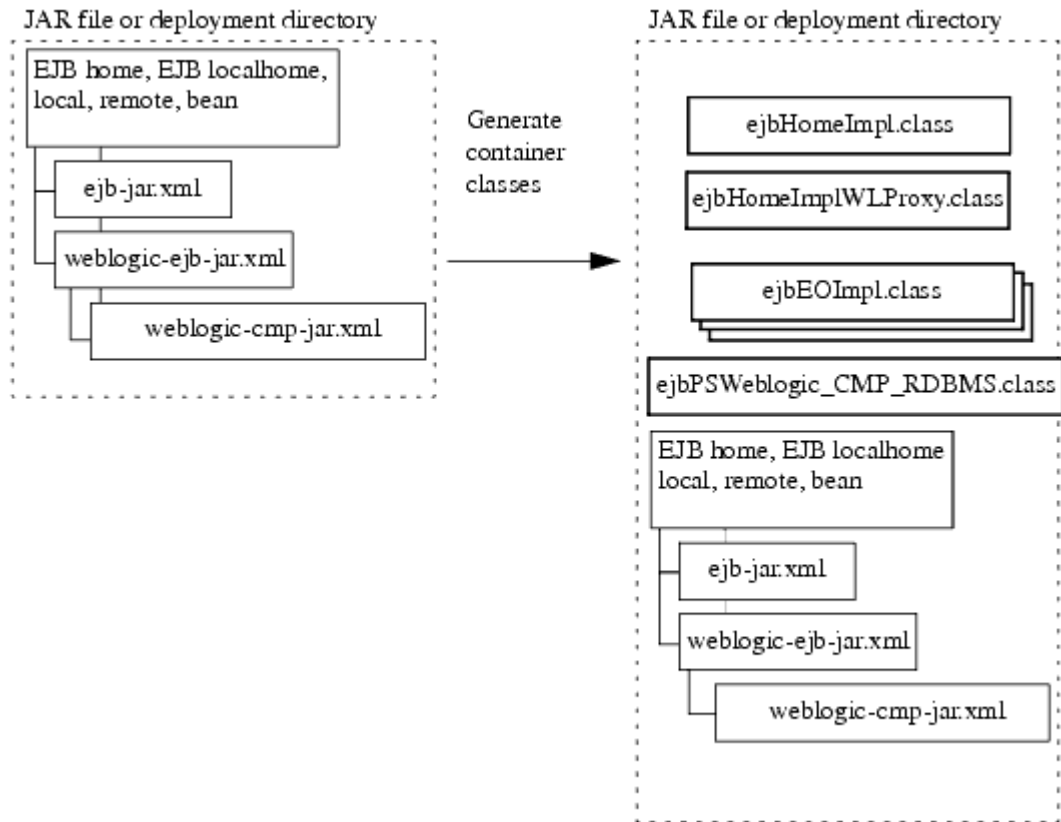 JAR file or deployment directory
EJB home, EJB localhome,
local, remote, bean
ejb-jar.xml
weblogic-ejb-jar.xml
weblogic-cmp-jar.xml
Generate
container
classes
JAR file or deployment directory
ejbHomeImpl.class
ejbHomeImplWLProxy.class
ejbEOImpl.class
ejbPSWeblogic_CMP_RDBMS.class
EJB home, EJB localhome
local, remote, bean
ejb-jar.xml
weblogic-ejb-jar.xml
weblogic-cmp-jar.xml